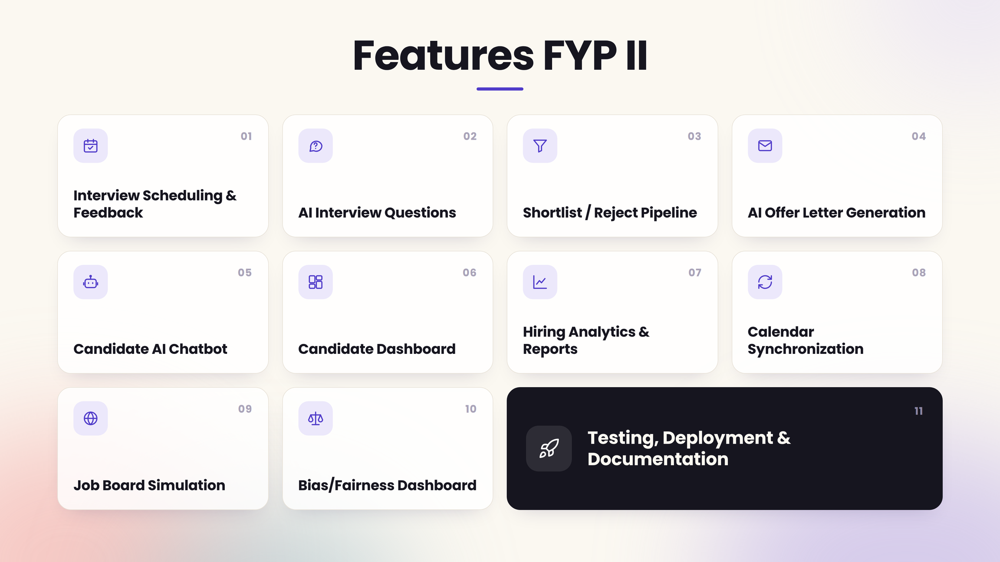 Features FYP II
01
Interview Scheduling &
Feedback
02
AI Interview Questions
03
Shortlist / Reject Pipeline
04
AI Offer Letter Generation
05
Candidate AI Chatbot
06
Candidate Dashboard
07
Hiring Analytics &
Reports
08
Calendar
Synchronization
09
Job Board Simulation
10
Bias/Fairness Dashboard
11
Testing, Deployment &
Documentation